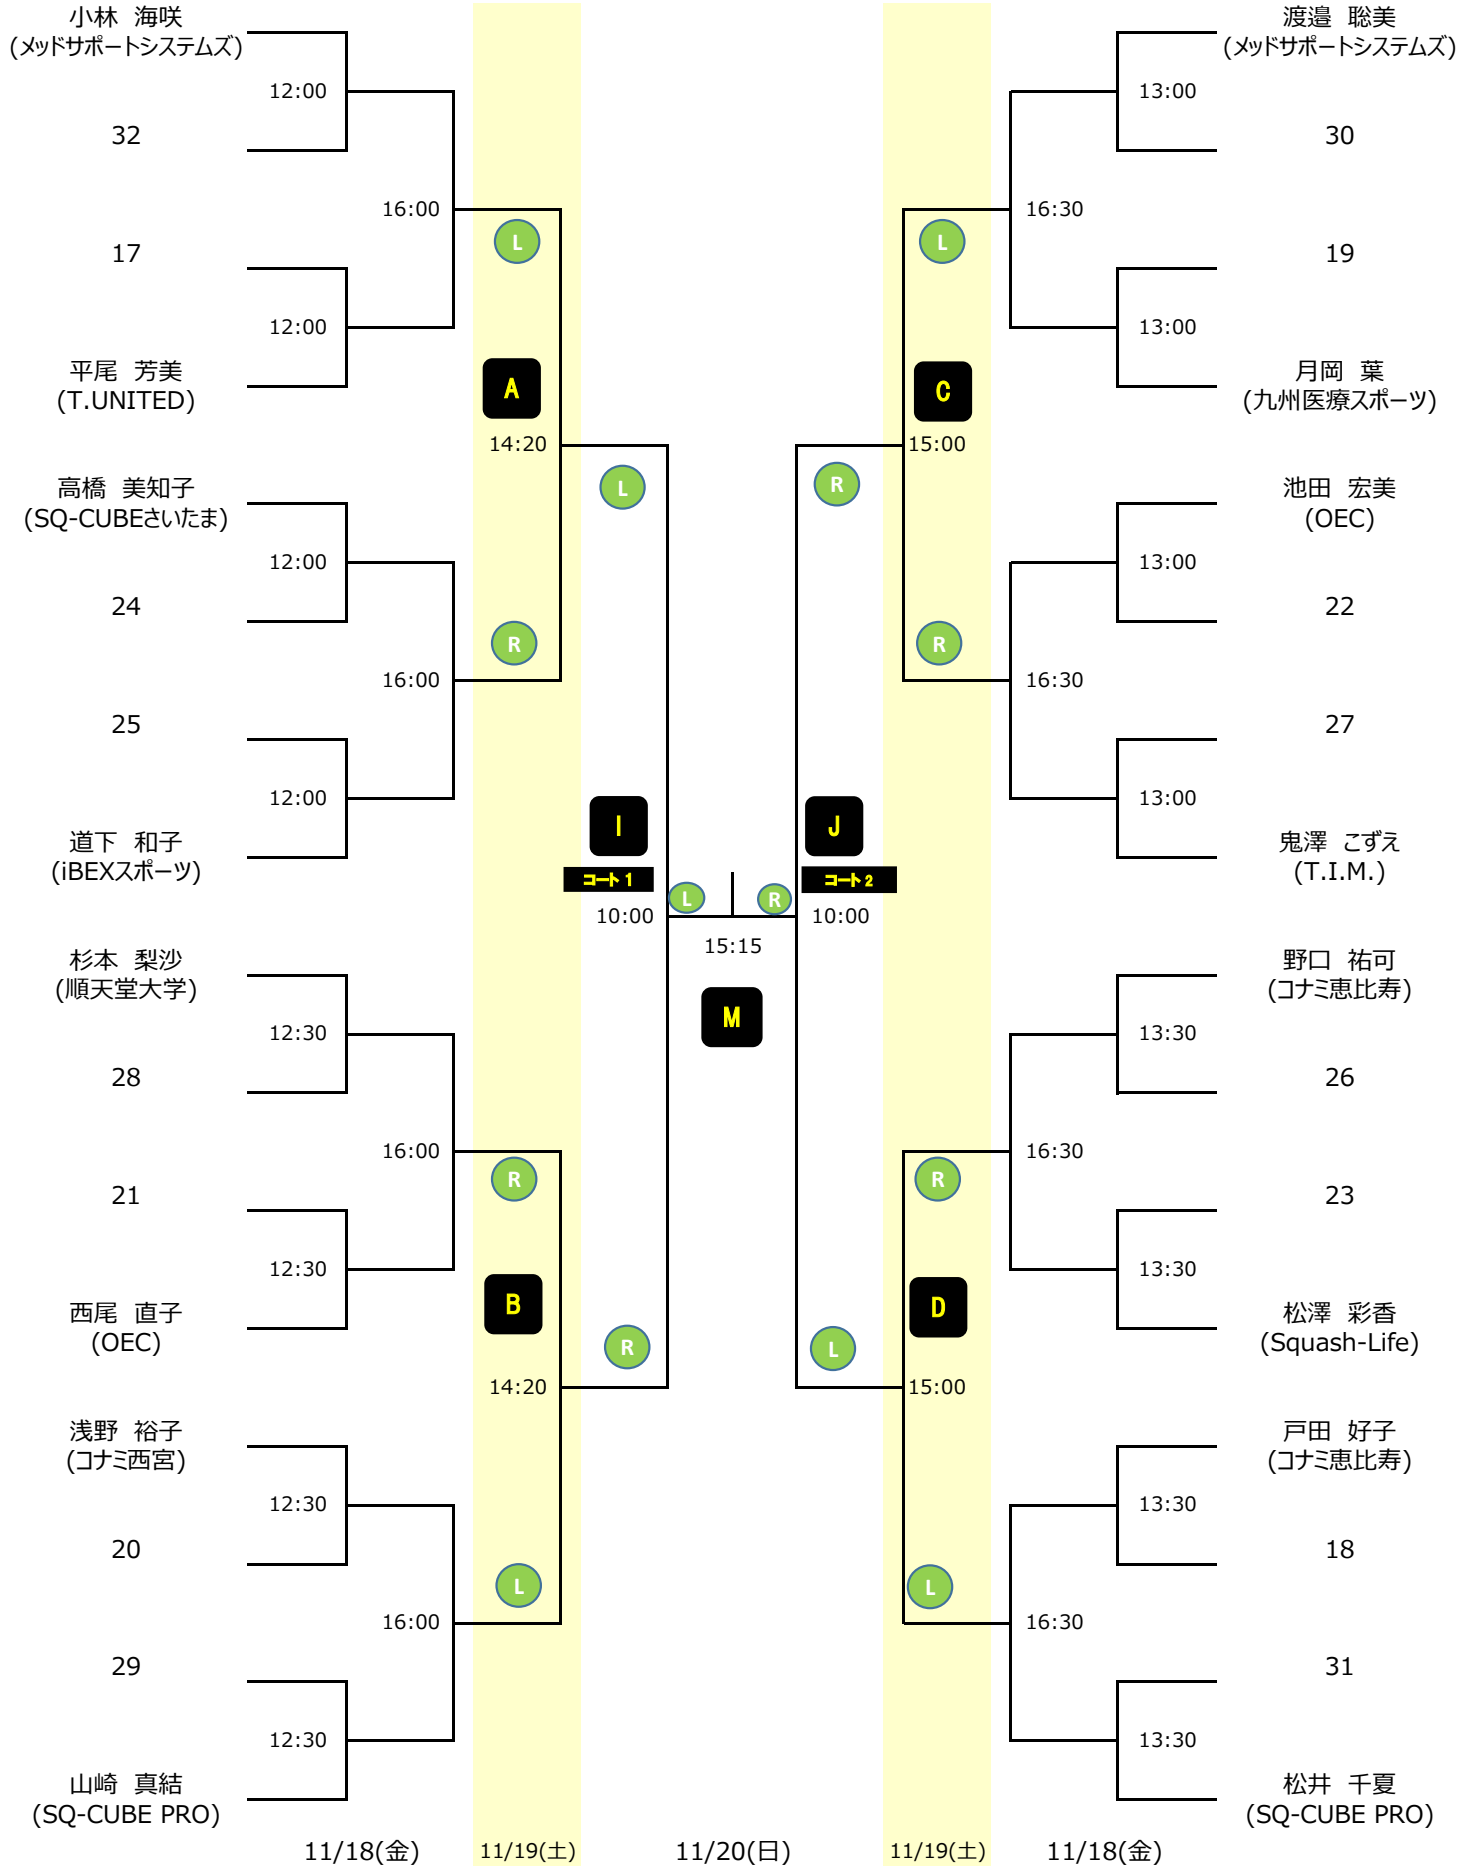 小林 海咲
(メッドサポートシステムズ)
12:00
32
16:00
L
17
12:00
平尾 芳美
(T.UNITED)
A
14:20
高橋 美知子
(SQ-CUBEさいたま)
L
12:00
24
R
16:00
25
12:00
道下 和子
(iBEXスポーツ)
I
コート 1
10:00
L
杉本 梨沙
(順天堂大学)
12:30
28
16:00
R
21
12:30
西尾 直子
(OEC)
B
R
14:20
浅野 裕子
(コナミ西宮)
12:30
20
L
16:00
29
12:30
山崎 真結
(SQ-CUBE PRO)
15:15
M
渡邉 聡美
(メッドサポートシステムズ)
13:00
30
16:30
L
19
13:00
月岡 葉
(九州医療スポーツ)
C
15:00
R
池田 宏美
(OEC)
13:00
22
R
16:30
27
13:00
鬼澤 こずえ
(T.I.M.)
J
コート 2
R
10:00
野口 祐可
(コナミ恵比寿)
13:30
26
16:30
R
23
13:30
松澤 彩香
(Squash-Life)
D
L
15:00
戸田 好子
(コナミ恵比寿)
13:30
18
L
16:30
31
13:30
松井 千夏
(SQ-CUBE PRO)
11/18(金)
11/19(土)
11/20(日)
11/19(土)
11/18(金)